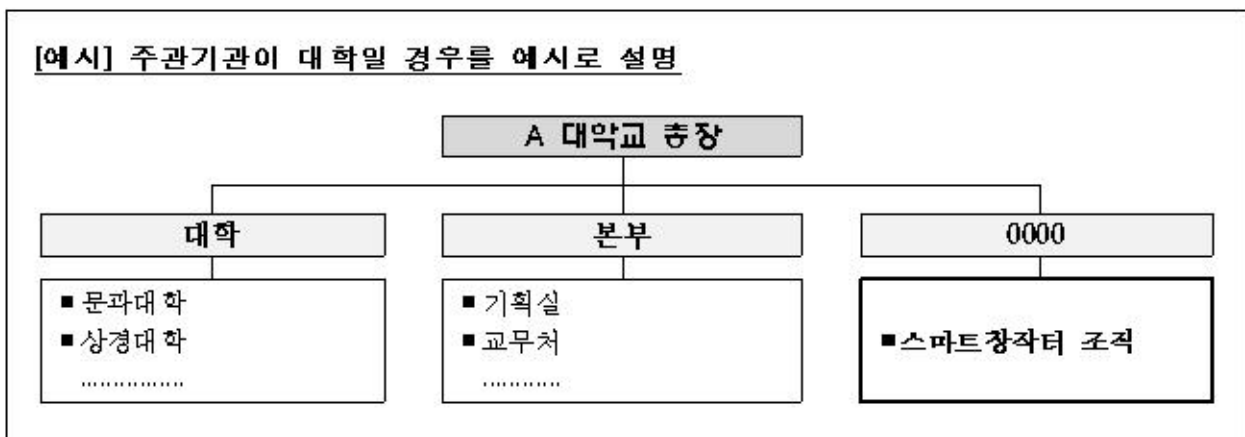 [예시] 주관기관이 대학일 경우를 예시로 설명
A 대악교 총장
대학
본부
0000
■ 문과대학
■ 상경대학
................
■ 기획실
■ 교무처
............
■스마트창작터 조직